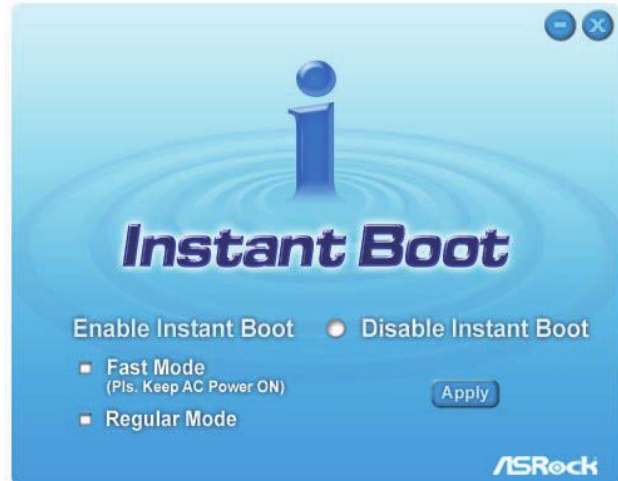 i
Instant Boot
Enable Instant Boot
Disable Instant Boot
Fast Mode
(Pls. Keep AC Power ON)
Apply
Regular Mode
ASRock